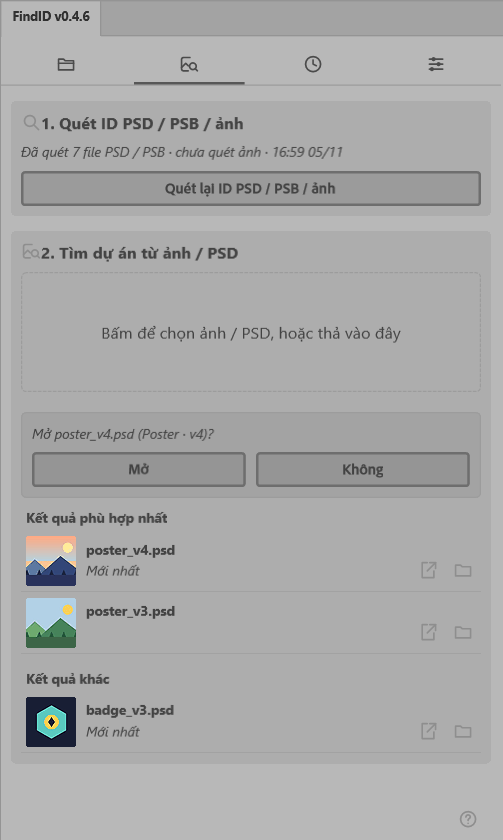 FindID v0.4.6
1. Quét ID PSD / PSB / ảnh
Đã quét 7 file PSD / PSB · chưa quét ảnh · 16:59 05/11
Quét lại ID PSD / PSB / ảnh
2. Tìm dự án từ ảnh / PSD
Bấm để chọn ảnh / PSD, hoặc thả vào đây
Mở poster_v4.psd (Poster · v4)?
Mở
Không
Kết quả phù hợp nhất
poster_v4.psd
Mới nhất
poster_v3.psd
Kết quả khác
badge_v3.psd
Mới nhất